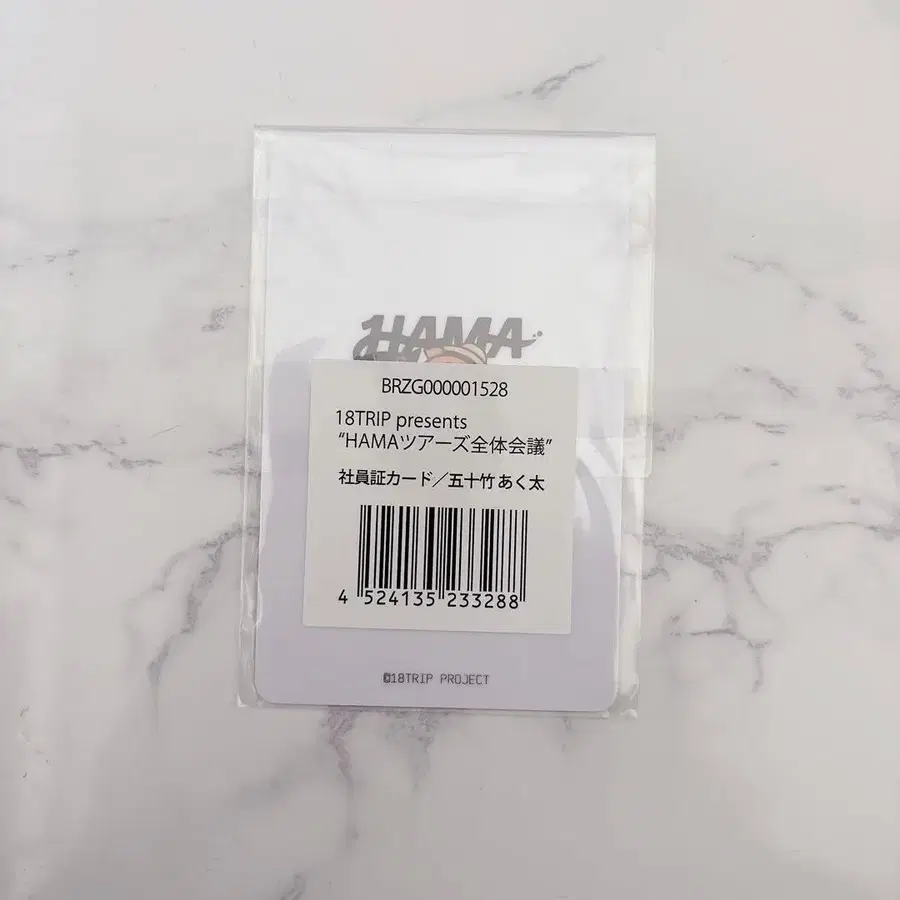 HAMA
BRZG000001528
18TRIP presents
“HAMAツアーズ全体会議”
社員証カード／五十竹 あく太
4 524135 233288
©18TRIP PROJECT